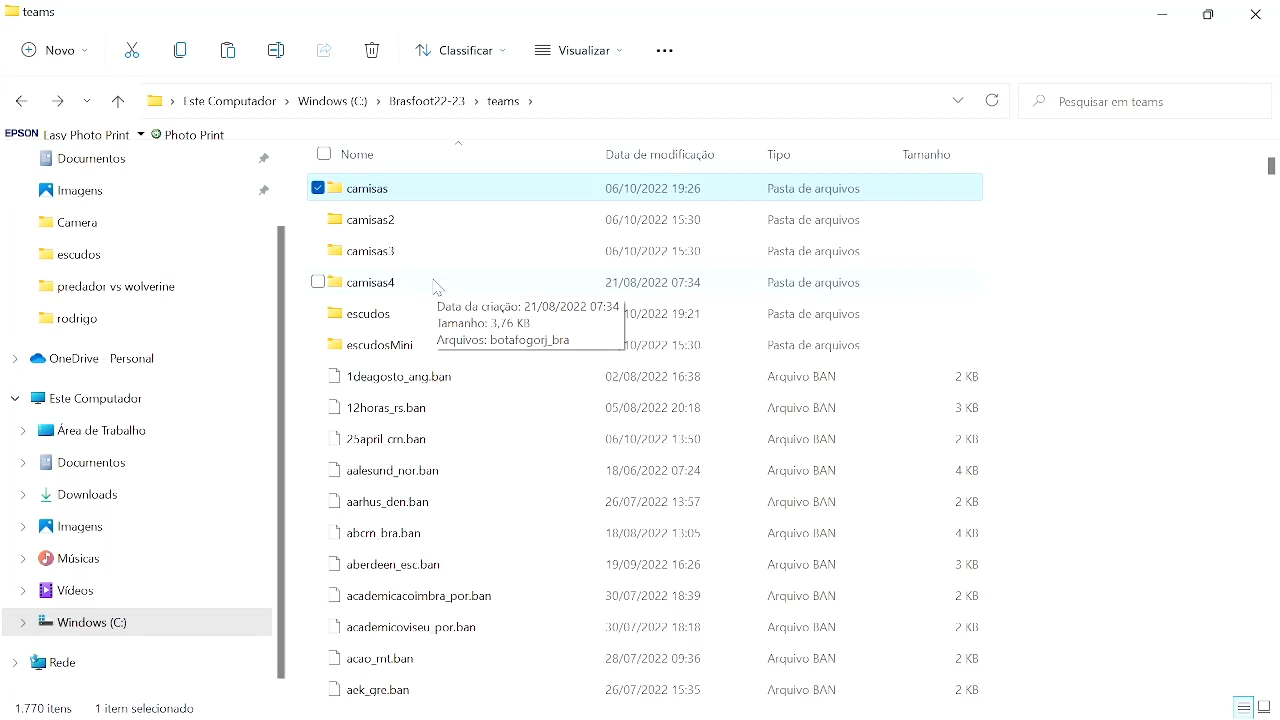 teams
Novo
Classificar
Visualizar
Este Computador > Windows (C:) > Brasfoot22-23 > teams >
Pesquisar em teams
EPSON Easy Photo Print Photo Print
Documentos
Imagens
Camera
escudos
predador vs wolverine
rodrigo
OneDrive - Personal
Este Computador
Área de Trabalho
Documentos
Downloads
Imagens
Músicas
Vídeos
Windows (C:)
Rede
Nome Data de modificação Tipo Tamanho
camisas 06/10/2022 19:26 Pasta de arquivos
camisas2 06/10/2022 15:30 Pasta de arquivos
camisas3 06/10/2022 15:30 Pasta de arquivos
camisas4 21/08/2022 07:34 Pasta de arquivos
escudos 10/2022 19:21 Pasta de arquivos
escudosMini 10/2022 15:30 Pasta de arquivos
Data da criação: 21/08/2022 07:34
Tamanho: 3,76 KB
Arquivos: botafogorj_bra
1deagosto_ang.ban 02/08/2022 16:38 Arquivo BAN 2 KB
12horas_rs.ban 05/08/2022 20:18 Arquivo BAN 3 KB
25april_crn.ban 06/10/2022 13:50 Arquivo BAN 2 KB
aalesund_nor.ban 18/06/2022 07:24 Arquivo BAN 4 KB
aarhus_den.ban 26/07/2022 13:57 Arquivo BAN 2 KB
abcrn_bra.ban 18/08/2022 13:05 Arquivo BAN 4 KB
aberdeen_esc.ban 19/09/2022 16:26 Arquivo BAN 3 KB
academicacoimbra_por.ban 30/07/2022 18:39 Arquivo BAN 2 KB
academicoviseu_por.ban 30/07/2022 18:18 Arquivo BAN 2 KB
acao_mt.ban 28/07/2022 09:36 Arquivo BAN 2 KB
aek_gre.ban 26/07/2022 15:35 Arquivo BAN 2 KB
1.770 itens 1 item selecionado